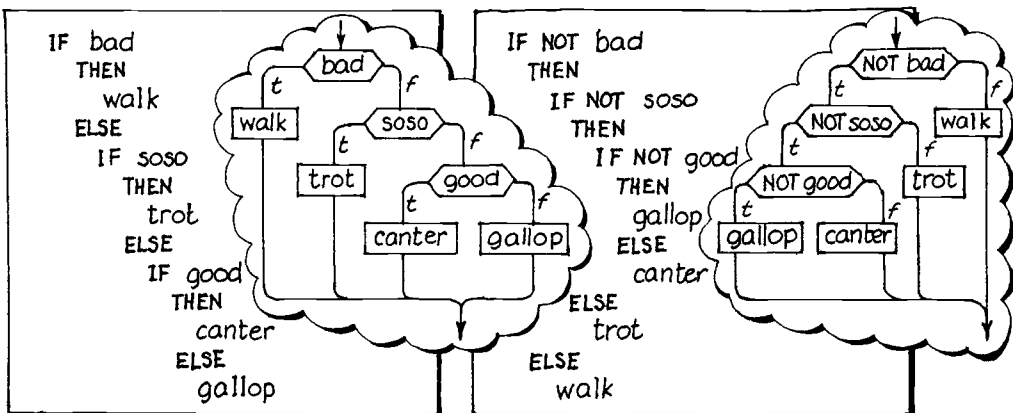 IF bad
THEN
walk
ELSE
IF soso
THEN
trot
ELSE
IF good
THEN
canter
ELSE
gallop
bad
t f
walk soso
t f
trot good
t f
canter gallop
IF NOT bad
THEN
IF NOT soso
THEN
IF NOT good
THEN
gallop
ELSE
canter
ELSE
trot
ELSE
walk
NOT bad
t f
NOT soso walk
t f
NOT good trot
t f
gallop canter